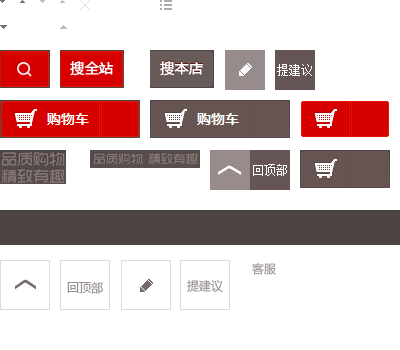 搜全站
搜本店
提建议
购物车
购物车
品质购物
精致有趣
品质购物 精致有趣
回顶部
回顶部
提建议
客服